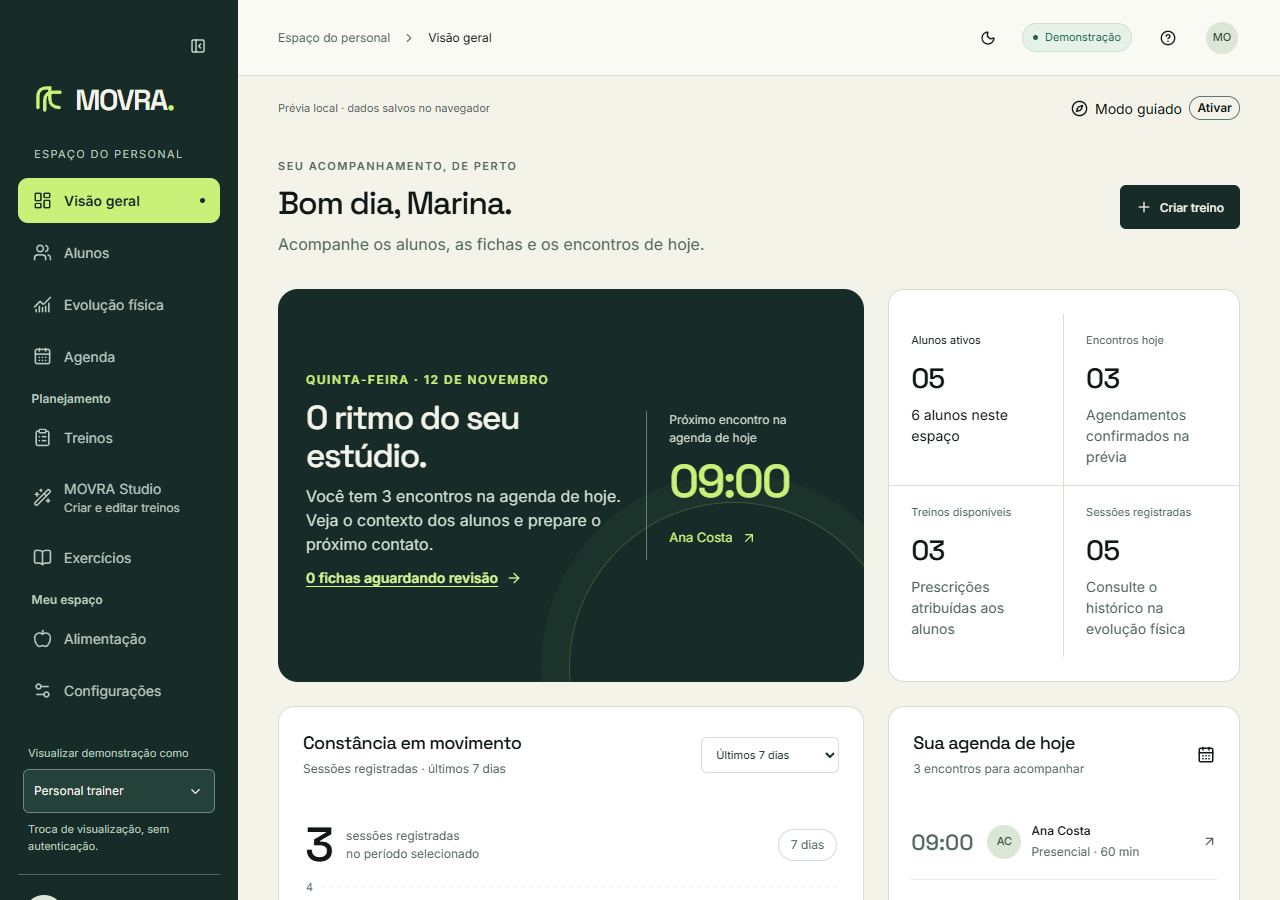 MOVRA.
ESPAÇO DO PERSONAL
Visão geral
Alunos
Evolução física
Agenda
Planejamento
Treinos
MOVRA Studio
Criar e editar treinos
Exercícios
Meu espaço
Alimentação
Configurações
Visualizar demonstração como
Personal trainer
Troca de visualização, sem
autenticação.
Espaço do personal
Visão geral
Demonstração
MO
Prévia local · dados salvos no navegador
Modo guiado
Ativar
SEU ACOMPANHAMENTO, DE PERTO
Bom dia, Marina.
Acompanhe os alunos, as fichas e os encontros de hoje.
Criar treino
QUINTA-FEIRA · 12 DE NOVEMBRO
O ritmo do seu
estúdio.
Você tem 3 encontros na agenda de hoje.
Veja o contexto dos alunos e prepare o
próximo contato.
0 fichas aguardando revisão
Próximo encontro na
agenda de hoje
09:00
Ana Costa
Alunos ativos
05
6 alunos neste
espaço
Encontros hoje
03
Agendamentos
confirmados na
prévia
Treinos disponíveis
03
Prescrições
atribuídas aos
alunos
Sessões registradas
05
Consulte o
histórico na
evolução física
Constância em movimento
Sessões registradas · últimos 7 dias
Últimos 7 dias
3
sessões registradas
no período selecionado
7 dias
4
Sua agenda de hoje
3 encontros para acompanhar
09:00
AC
Ana Costa
Presencial · 60 min